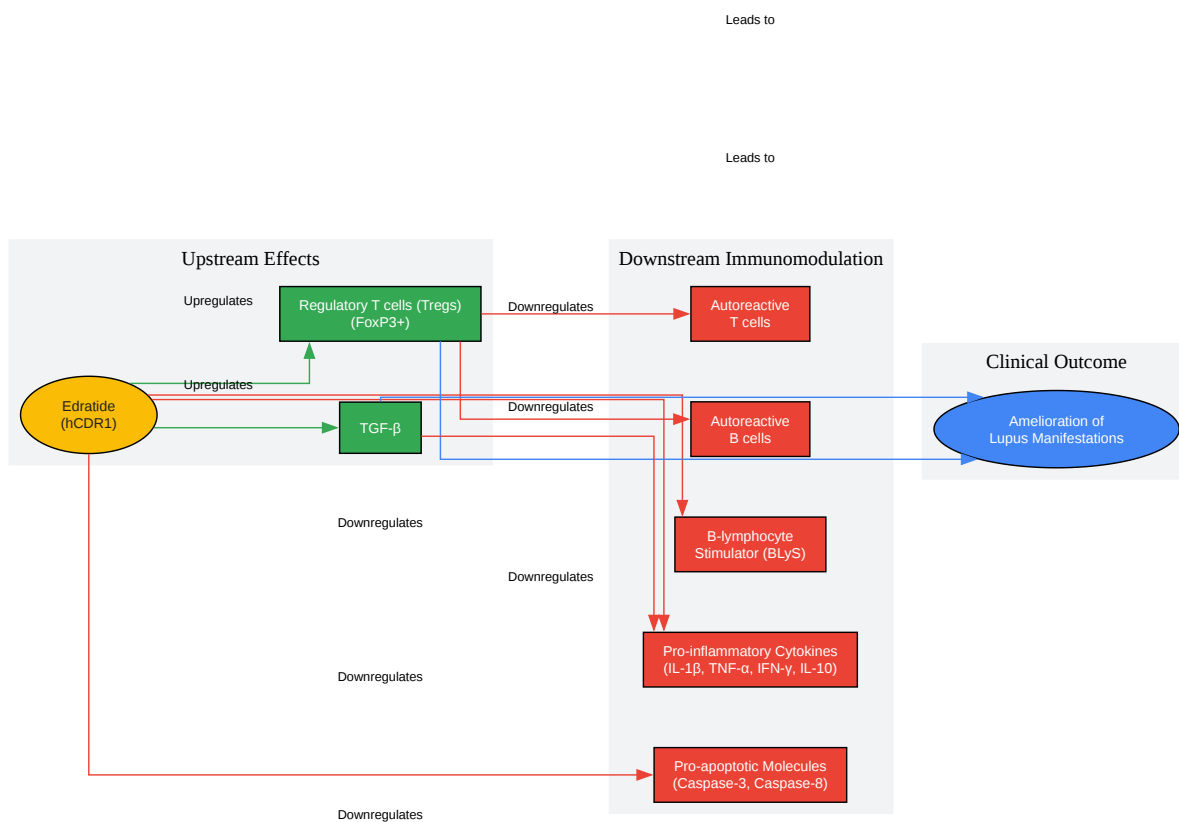 Leads to
Leads to
Upstream Effects
Downstream Immunomodulation
Upregulates
Regulatory T cells (Tregs)
(FoxP3+)
Downregulates
Autoreactive
T cells
Clinical Outcome
Upregulates
Edratide
(hCDR1)
TGF-β
Downregulates
Autoreactive
B cells
Amelioration of
Lupus Manifestations
Downregulates
B-lymphocyte
Stimulator (BLyS)
Downregulates
Pro-inflammatory Cytokines
(IL-1β, TNF-α, IFN-γ, IL-10)
Downregulates
Pro-apoptotic Molecules
(Caspase-3, Caspase-8)
Downregulates